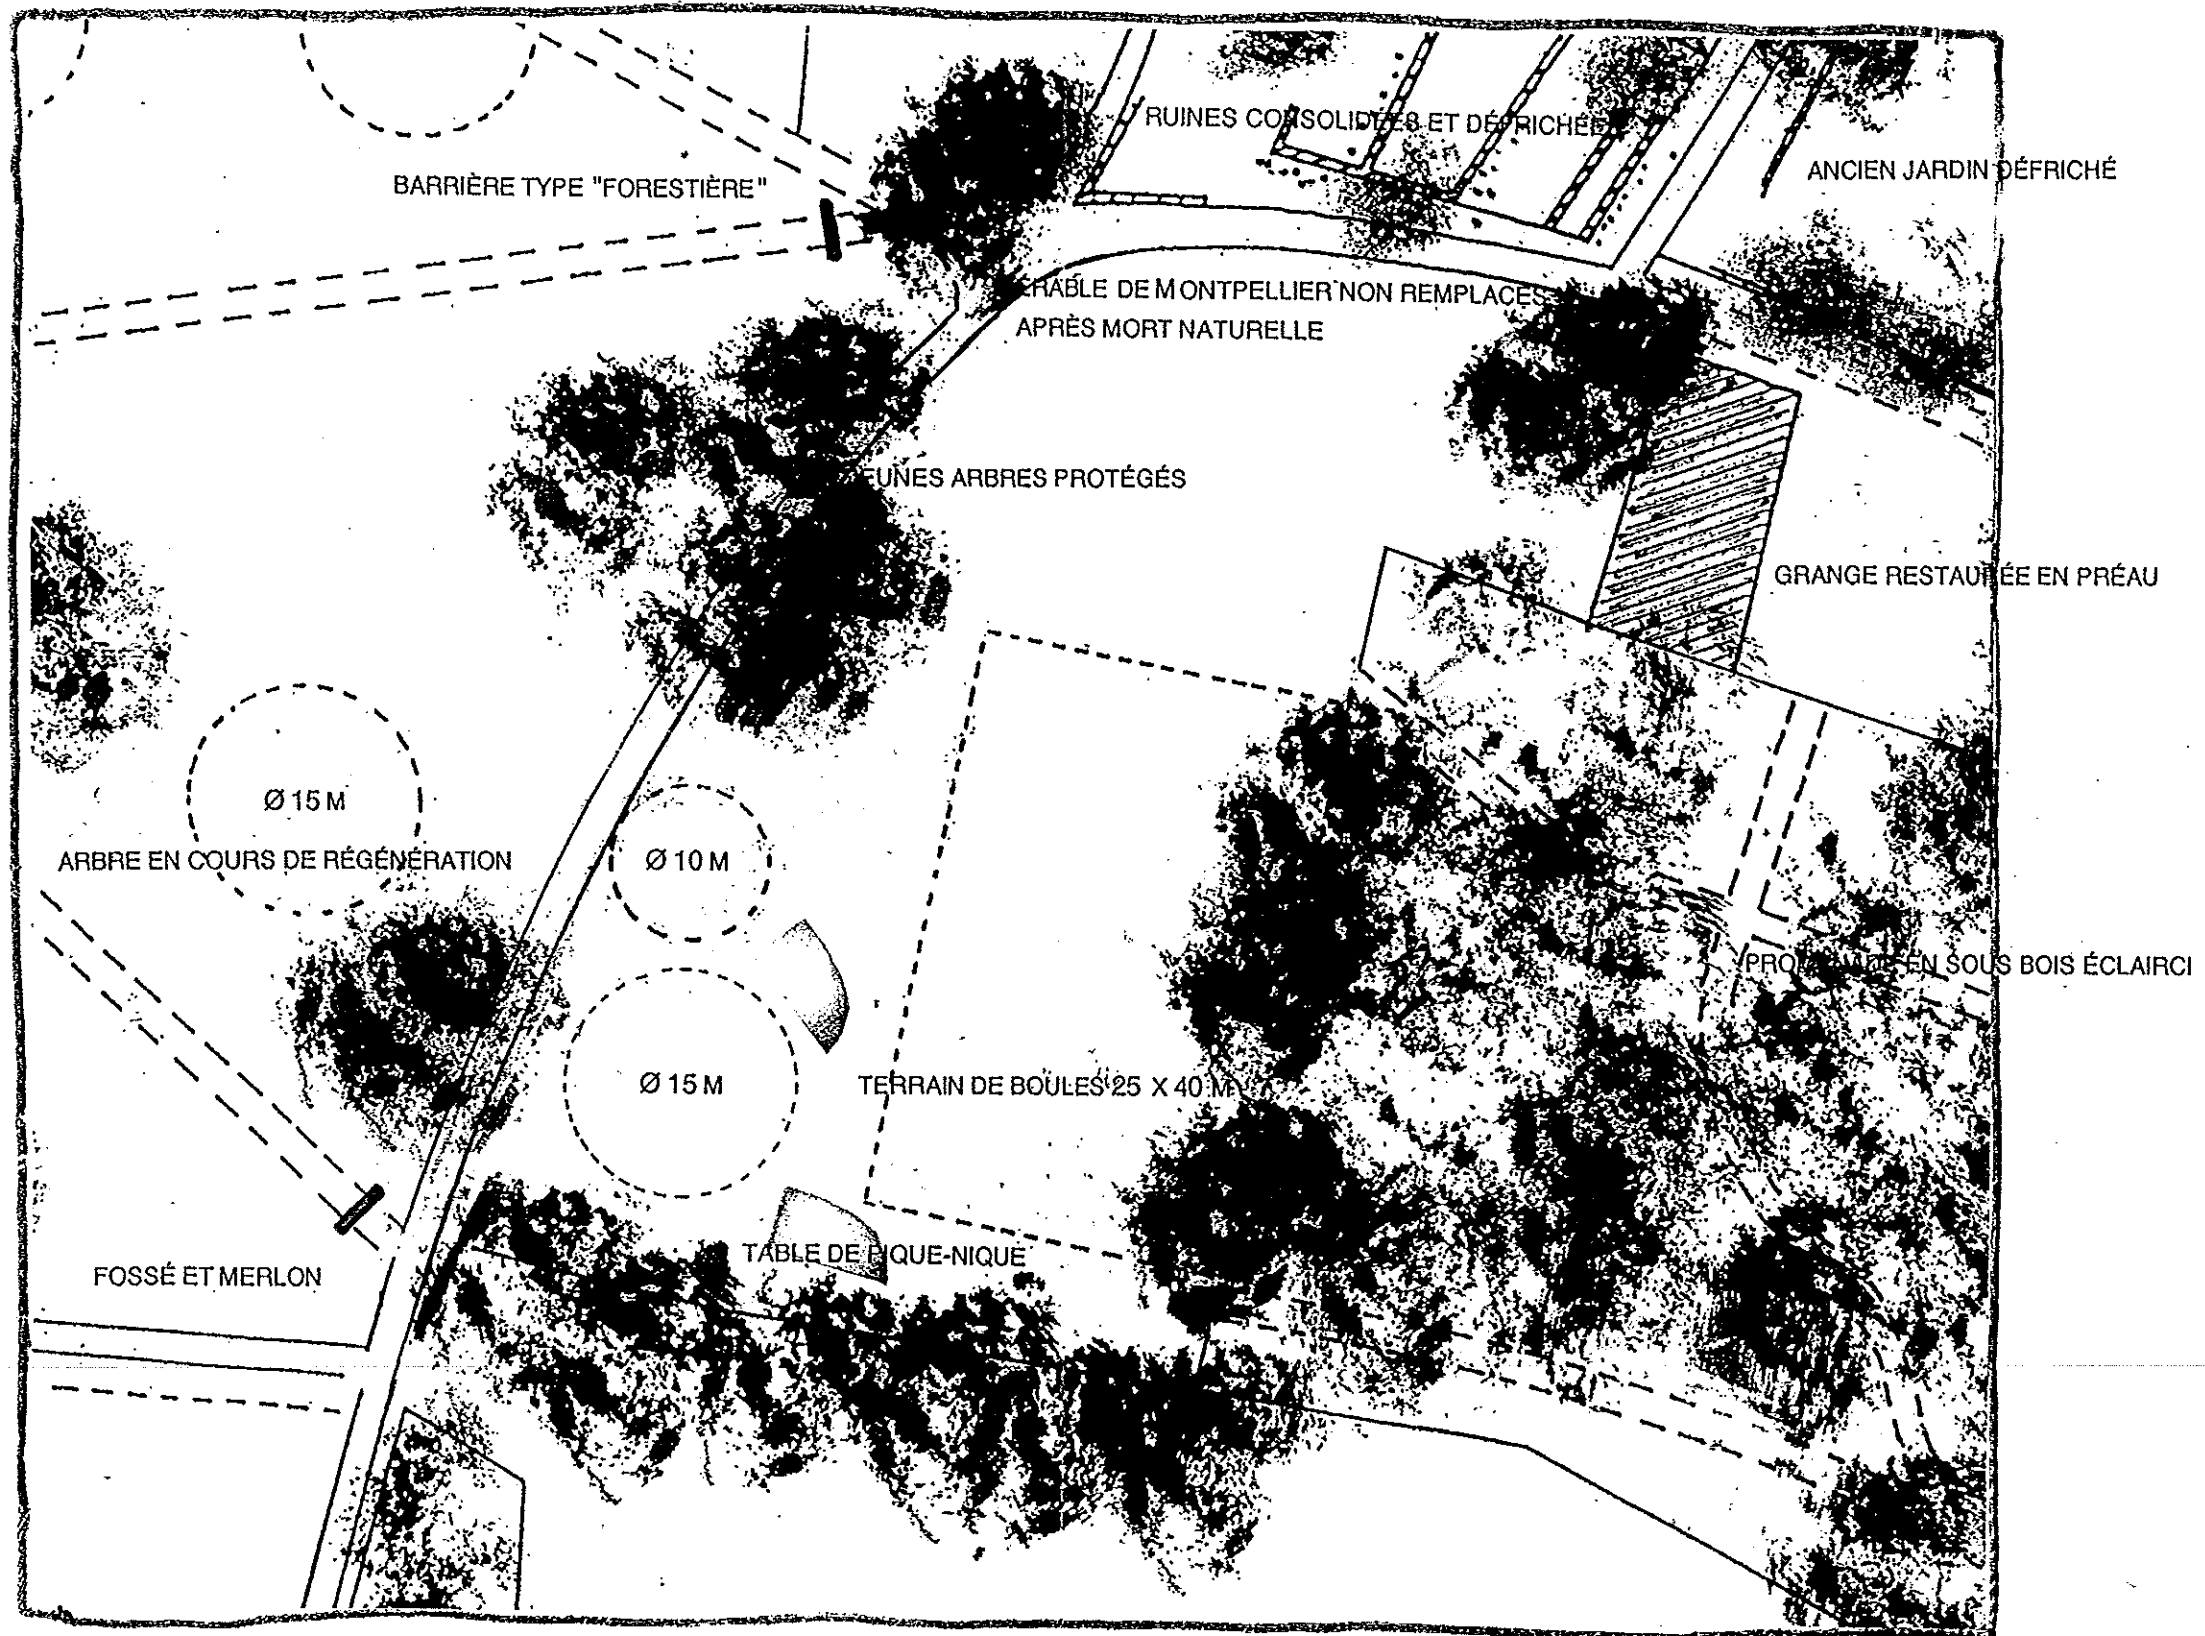 RUINES CONSOLIDÉES ET DÉFRICHÉES
ANCIEN JARDIN DÉFRICHÉ
BARRIÈRE TYPE "FORESTIÈRE"
ÉRABLE DE MONTPELLIER NON REMPLACÉS
APRÈS MORT NATURELLE
JEUNES ARBRES PROTÉGÉS
GRANGE RESTAURÉE EN PRÉAU
Ø 15 M
ARBRE EN COURS DE RÉGÉNÉRATION
Ø 10 M
PROMENADE EN SOUS BOIS ÉCLAIRCI
Ø 15 M
TERRAIN DE BOULES 25 X 40 M
TABLE DE PIQUE-NIQUE
FOSSÉ ET MERLON